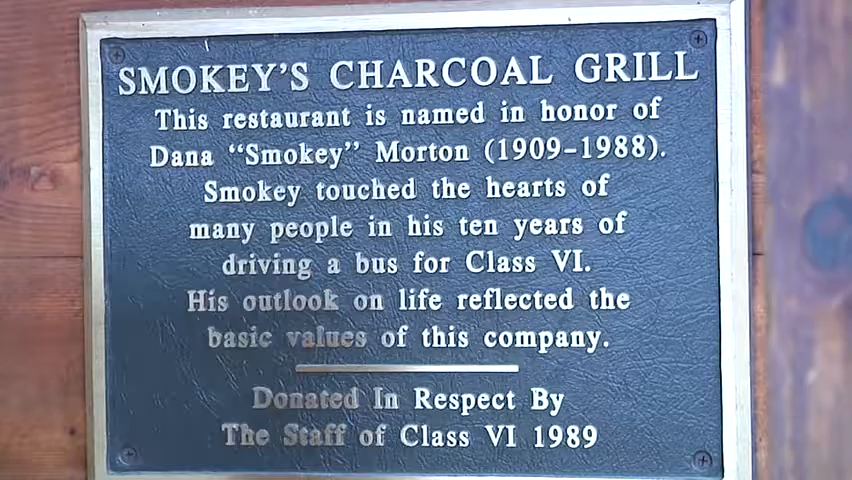 SMOKEY'S CHARCOAL GRILL
This restaurant is named in honor of
Dana "Smokey" Morton (1909-1988).
Smokey touched the hearts of
many people in his ten years of
driving a bus for Class VI.
His outlook on life reflected the
basic values of this company.
Donated In Respect By
The Staff of Class VI 1989